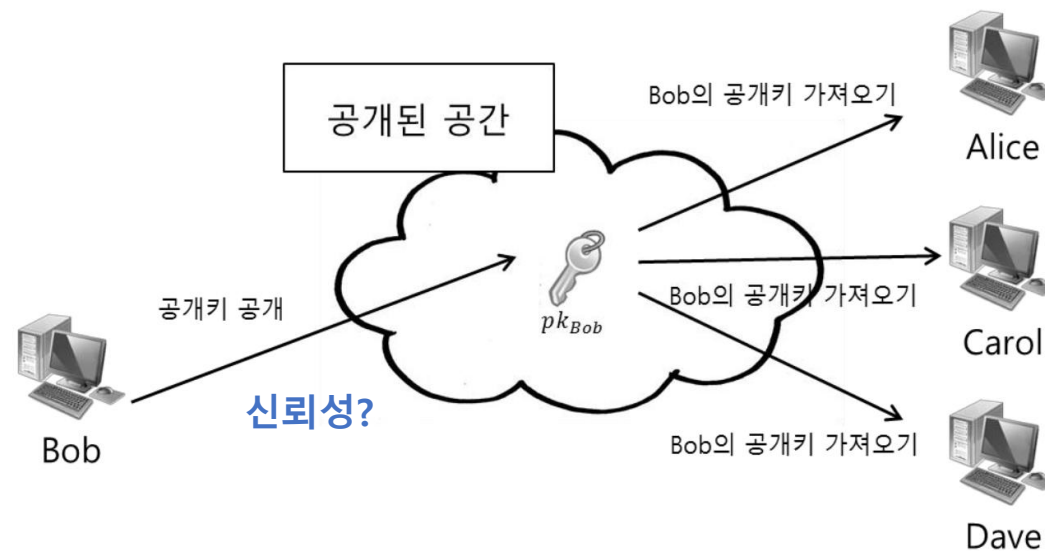 공개된 공간
Bob의 공개키 가져오기
Alice
공개키 공개
pk_Bob
Bob의 공개키 가져오기
Carol
신뢰성?
Bob
Bob의 공개키 가져오기
Dave